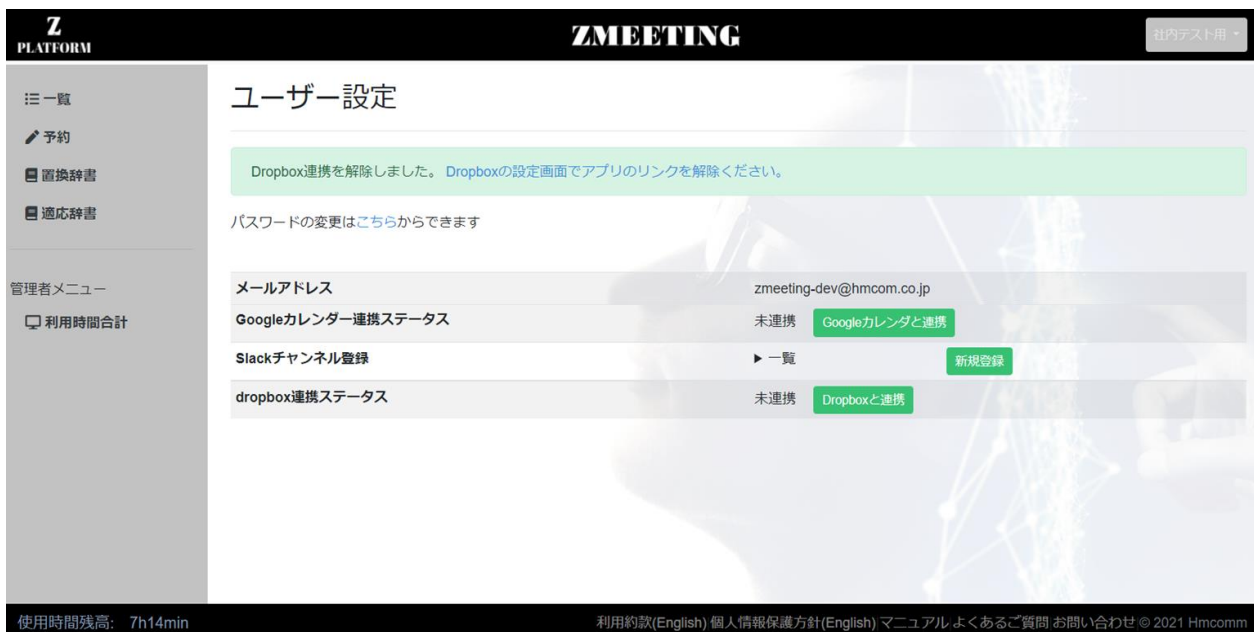 Z
PLATFORM
ZMEETING
社内テスト用
一覧
予約
置換辞書
適応辞書
管理者メニュー
利用時間合計
ユーザー設定
Dropbox連携を解除しました。 Dropboxの設定画面でアプリのリンクを解除ください。
パスワードの変更はこちらからできます
メールアドレス zmeeting-dev@hmcom.co.jp
Googleカレンダー連携ステータス 未連携 Googleカレンダと連携
Slackチャンネル登録 ▶ 一覧 新規登録
dropbox連携ステータス 未連携 Dropboxと連携
使用時間残高: 7h14min
利用約款(English) 個人情報保護方針(English) マニュアル よくあるご質問 お問い合わせ © 2021 Hmcomm